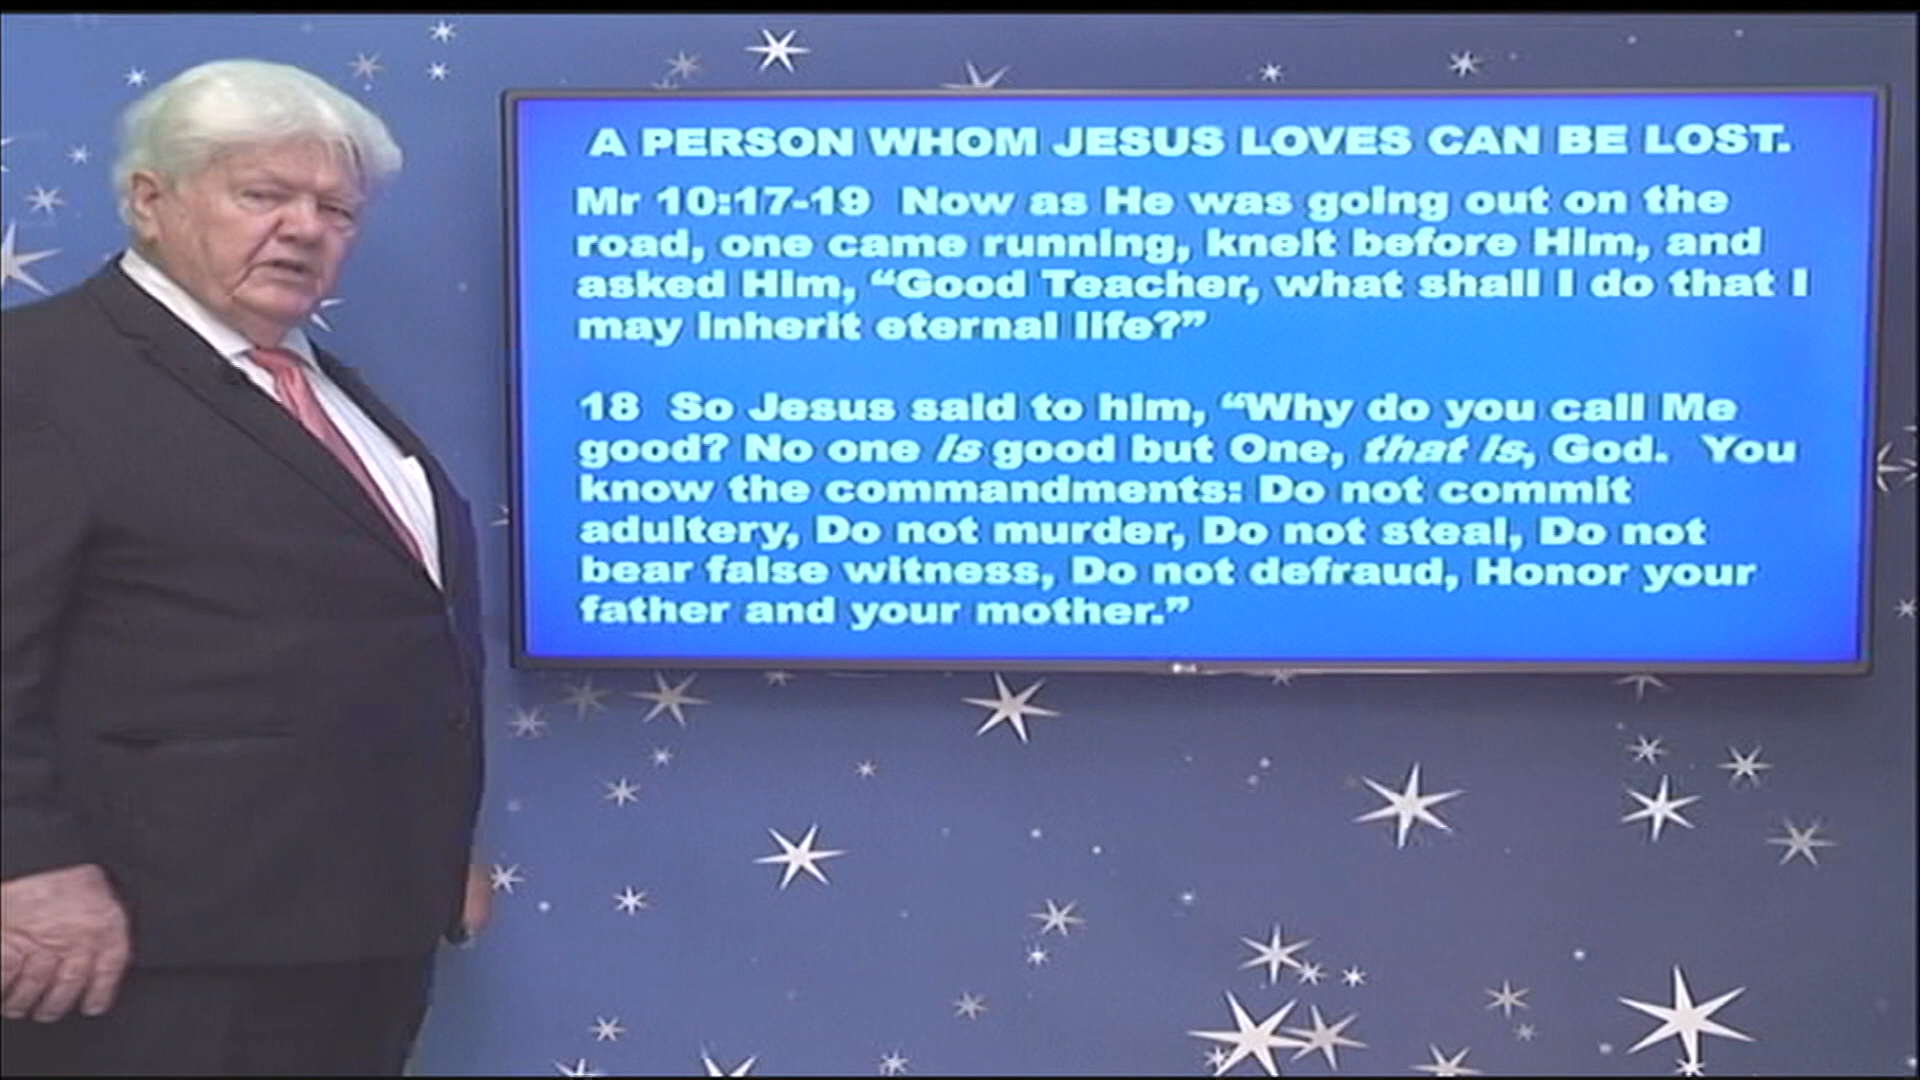 A PERSON WHOM JESUS LOVES CAN BE LOST.
Mr 10:17-19 Now as He was going out on the
road, one came running, knelt before Him, and
asked Him, “Good Teacher, what shall I do that I
may inherit eternal life?”
18 So Jesus said to him, “Why do you call Me
good? No one is good but One, that is, God. You
know the commandments: Do not commit
adultery, Do not murder, Do not steal, Do not
bear false witness, Do not defraud, Honor your
father and your mother.”
LG